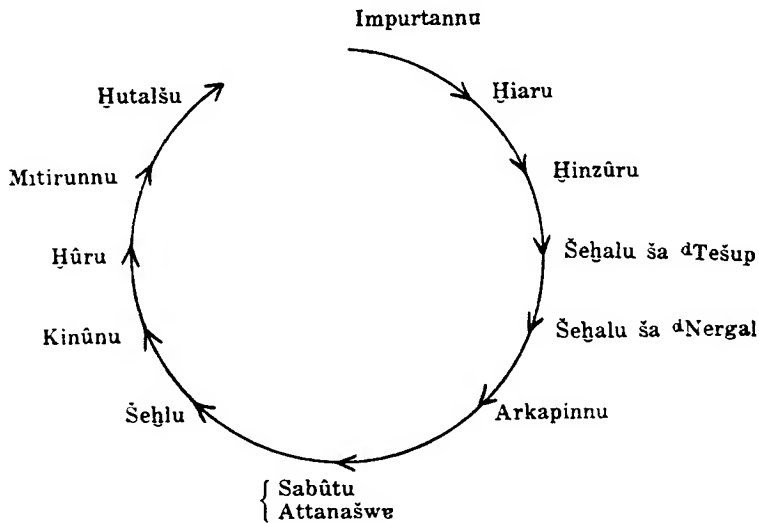 Impurtannu
Ḫiaru
Ḫinzûru
Šeḫalu ša ᵈTešup
Šeḫalu ša ᵈNergal
Arkapinnu
{ Sabûtu
Attanašwe
Šeḫlu
Kinûnu
Ḫûru
Mitirunnu
Ḫutalšu